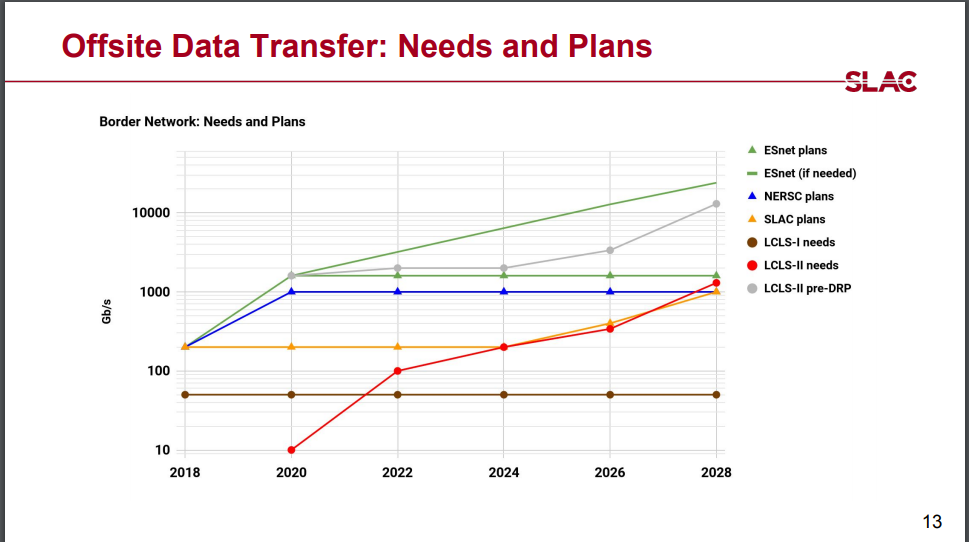 Offsite Data Transfer: Needs and Plans
SLAC
Border Network: Needs and Plans
ESnet plans
ESnet (if needed)
NERSC plans
SLAC plans
LCLS-I needs
LCLS-II needs
LCLS-II pre-DRP
Gb/s
10000
1000
100
10
2018 2020 2022 2024 2026 2028
13